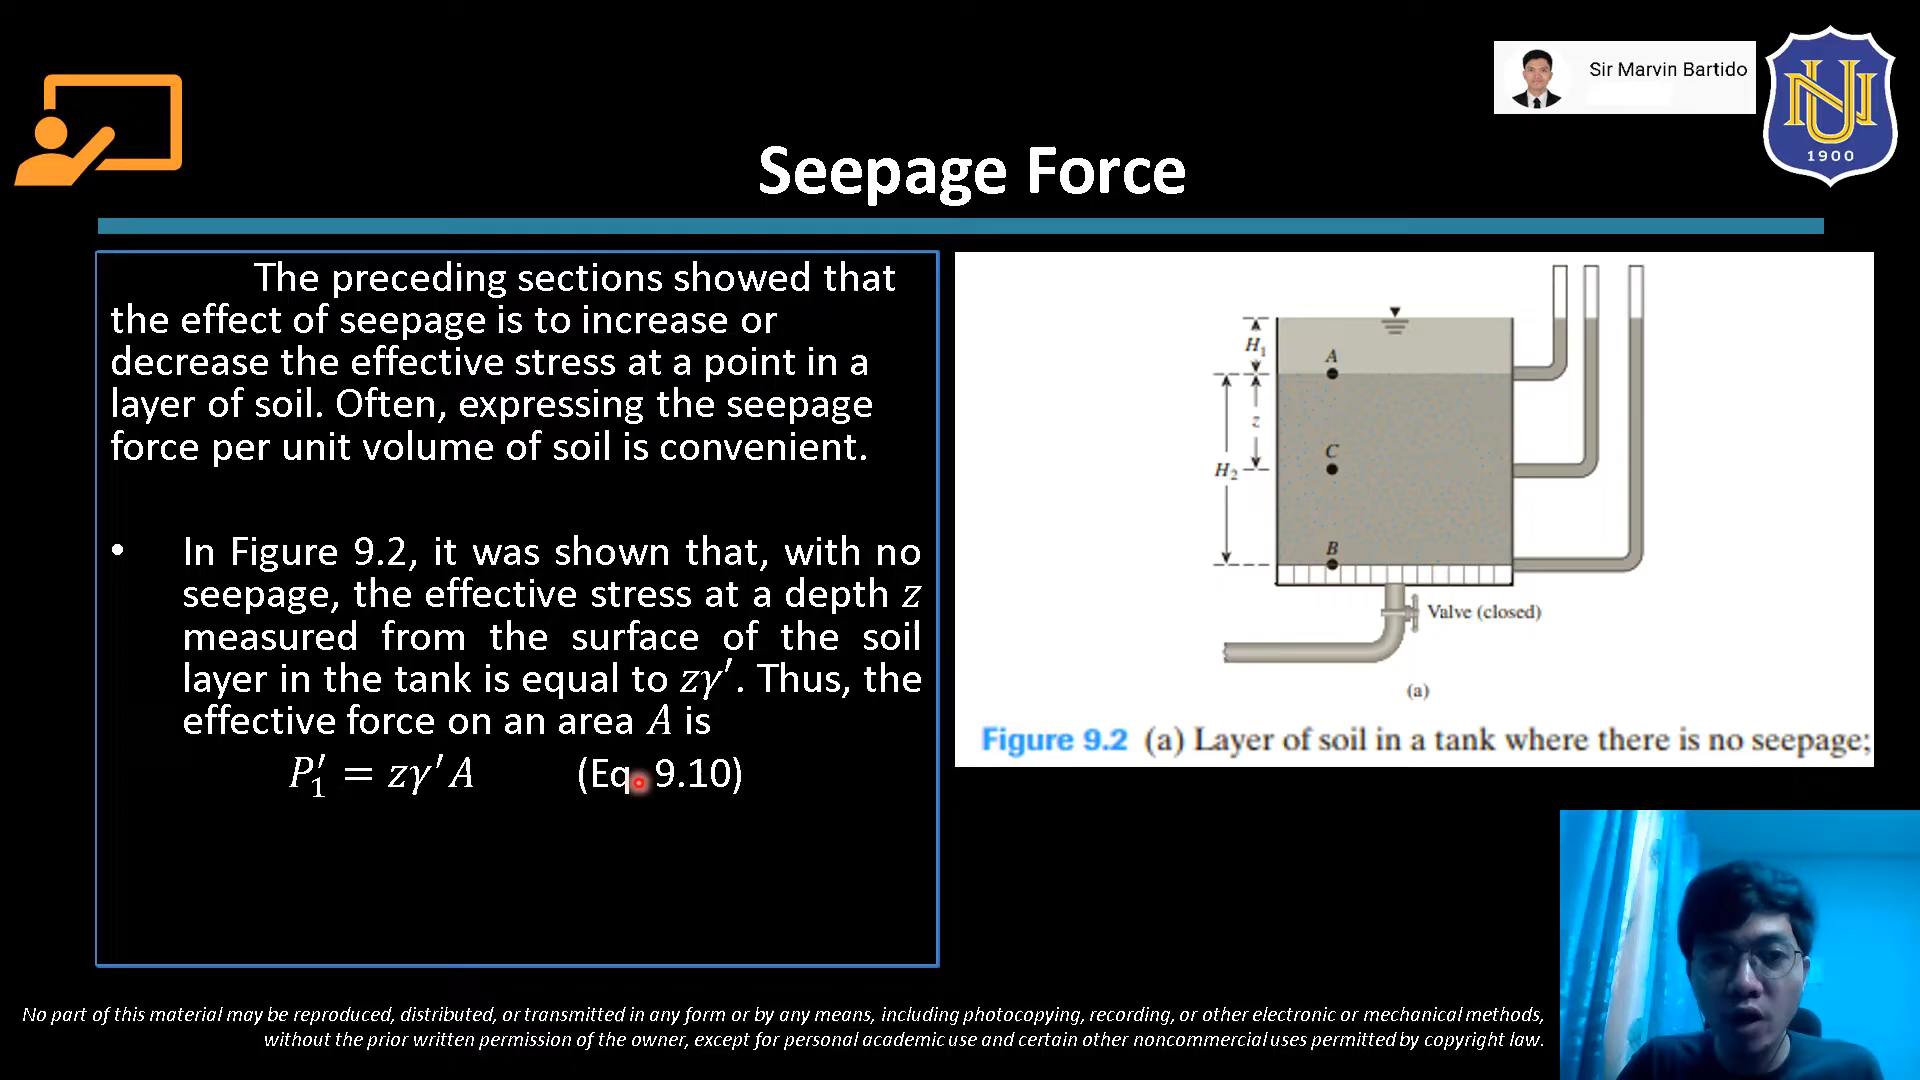 Sir Marvin Bartido
NU
1900
Seepage Force
The preceding sections showed that
the effect of seepage is to increase or
decrease the effective stress at a point in a
layer of soil. Often, expressing the seepage
force per unit volume of soil is convenient.
• In Figure 9.2, it was shown that, with no
seepage, the effective stress at a depth z
measured from the surface of the soil
layer in the tank is equal to zγ′. Thus, the
effective force on an area A is
P′₁ = zγ′A (Eq. 9.10)
H₁
A
z
C
H₂
B
Valve (closed)
(a)
Figure 9.2 (a) Layer of soil in a tank where there is no seepage;
No part of this material may be reproduced, distributed, or transmitted in any form or by any means, including photocopying, recording, or other electronic or mechanical methods,
without the prior written permission of the owner, except for personal academic use and certain other noncommercial uses permitted by copyright law.